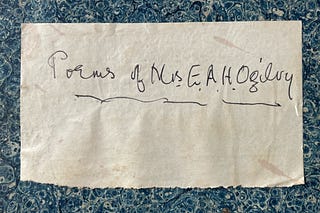 Poems of Mrs. E. A. H. Ogilvy